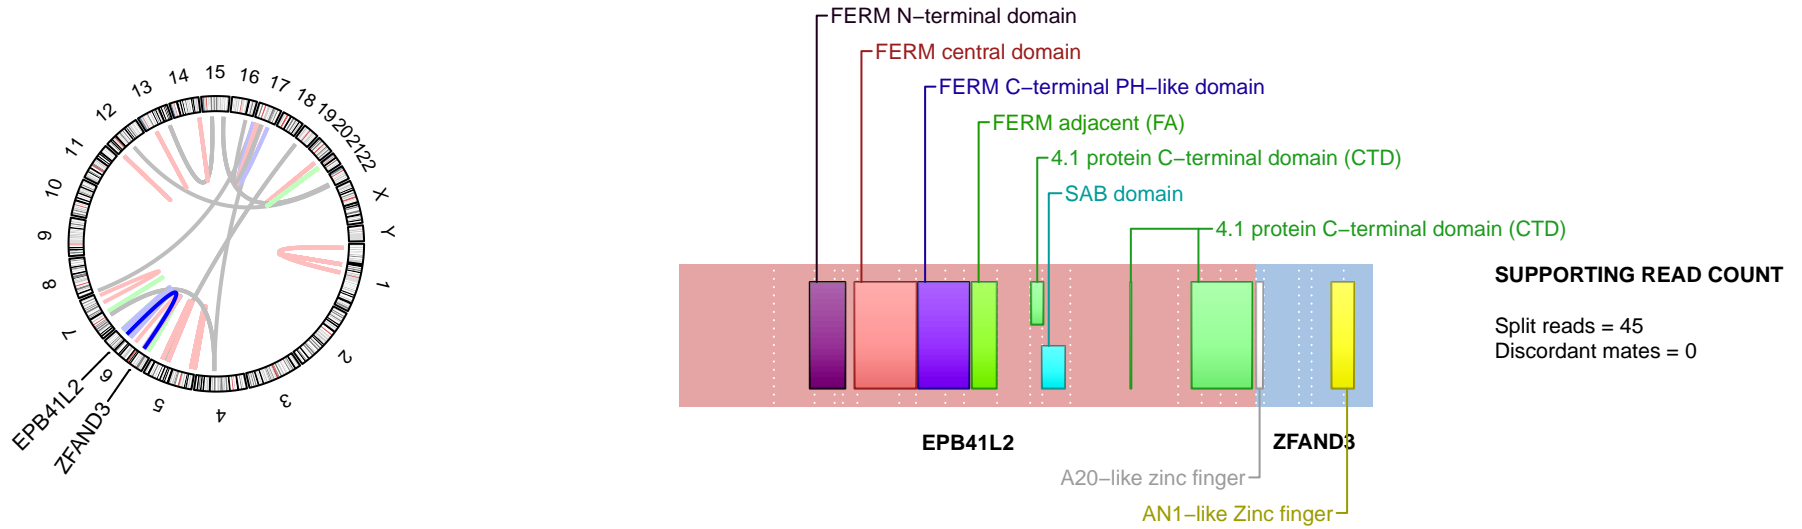 FERM N−terminal domain
FERM central domain
FERM C−terminal PH−like domain
FERM adjacent (FA)
4.1 protein C−terminal domain (CTD)
SAB domain
4.1 protein C−terminal domain (CTD)
EPB41L2
ZFAND3
A20−like zinc finger
AN1−like Zinc finger
SUPPORTING READ COUNT
Split reads = 45
Discordant mates = 0
1
2
3
4
5
6
7
8
9
10
11
12
13
14
15
16
17
18
19
20
21
22
X
Y
EPB41L2
ZFAND3